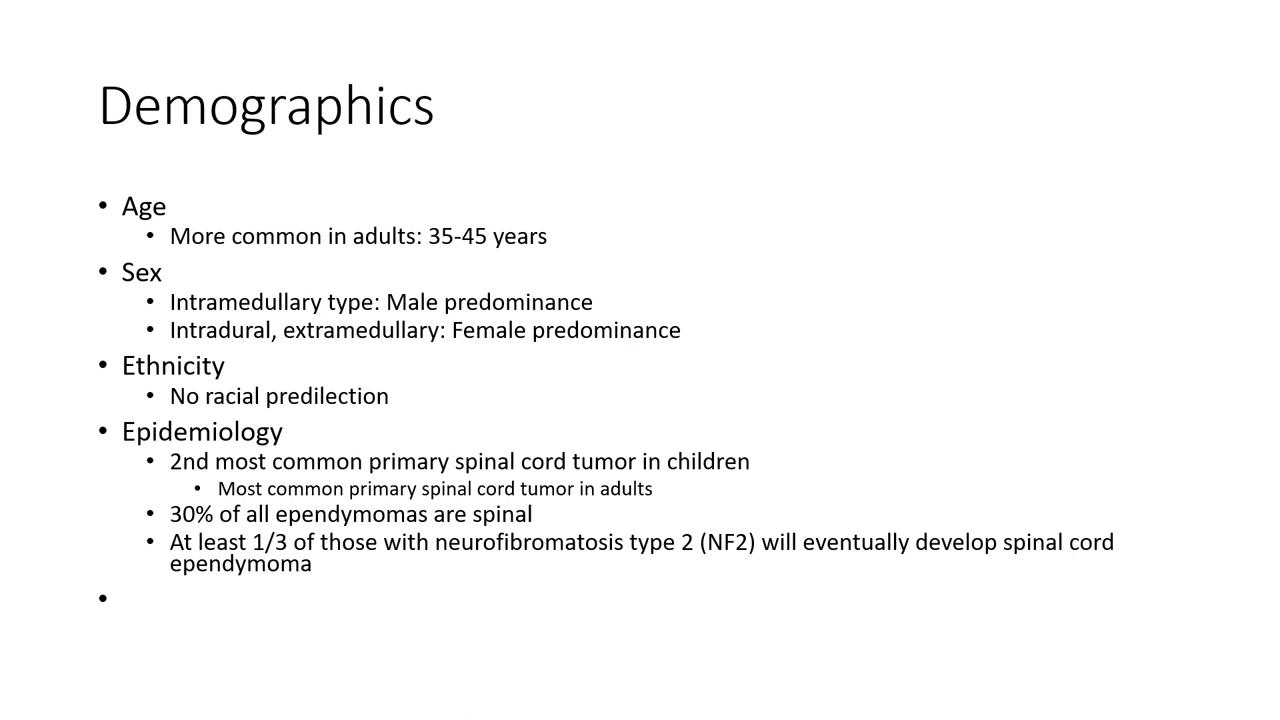 Demographics
• Age
• More common in adults: 35-45 years
• Sex
• Intramedullary type: Male predominance
• Intradural, extramedullary: Female predominance
• Ethnicity
• No racial predilection
• Epidemiology
• 2nd most common primary spinal cord tumor in children
• Most common primary spinal cord tumor in adults
• 30% of all ependymomas are spinal
• At least 1/3 of those with neurofibromatosis type 2 (NF2) will eventually develop spinal cord
ependymoma
•